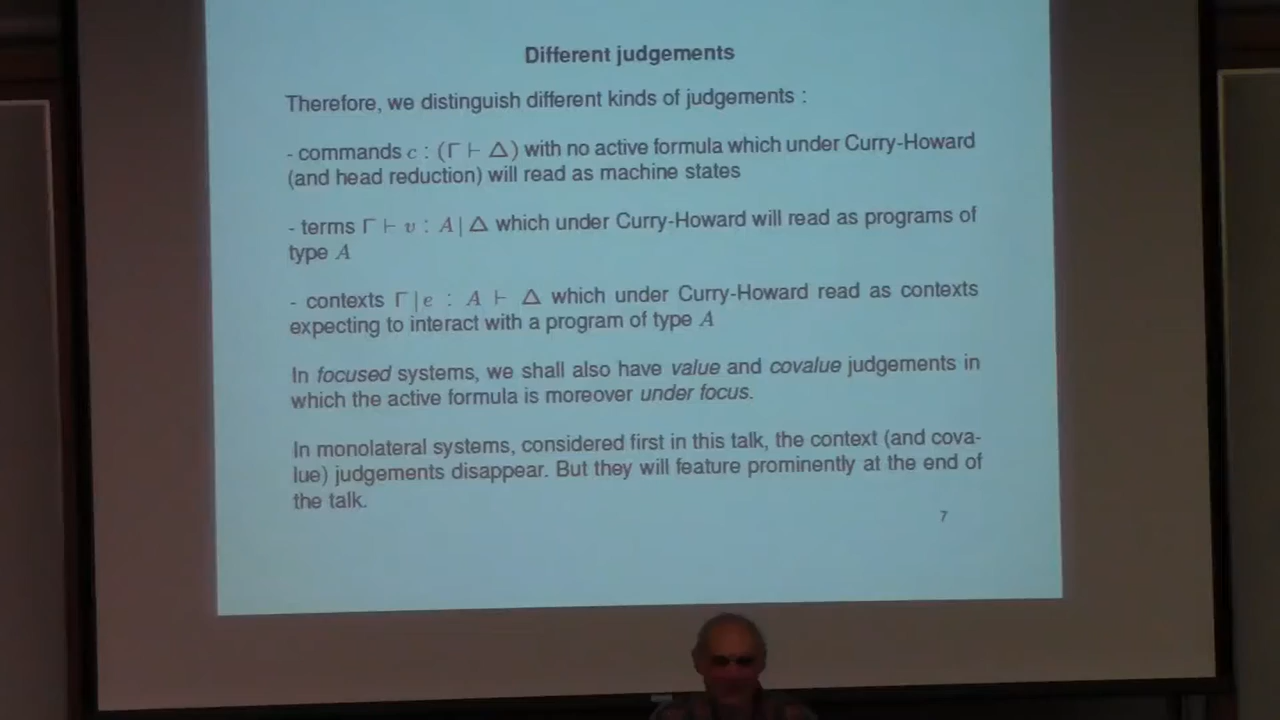 Different judgements
Therefore, we distinguish different kinds of judgements :
- commands c : (Γ ⊢ Δ) with no active formula which under Curry-Howard
(and head reduction) will read as machine states
- terms Γ ⊢ v : A | Δ which under Curry-Howard will read as programs of
type A
- contexts Γ | e : A ⊢ Δ which under Curry-Howard read as contexts
expecting to interact with a program of type A
In focused systems, we shall also have value and covalue judgements in
which the active formula is moreover under focus.
In monolateral systems, considered first in this talk, the context (and cova-
lue) judgements disappear. But they will feature prominently at the end of
the talk.
7